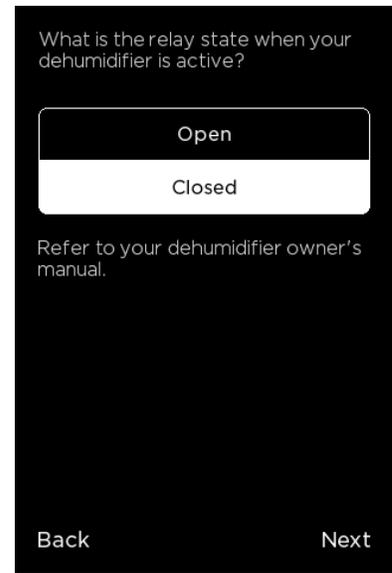 What is the relay state when your
dehumidifier is active?
Open
Closed
Refer to your dehumidifier owner's
manual.
Back Next